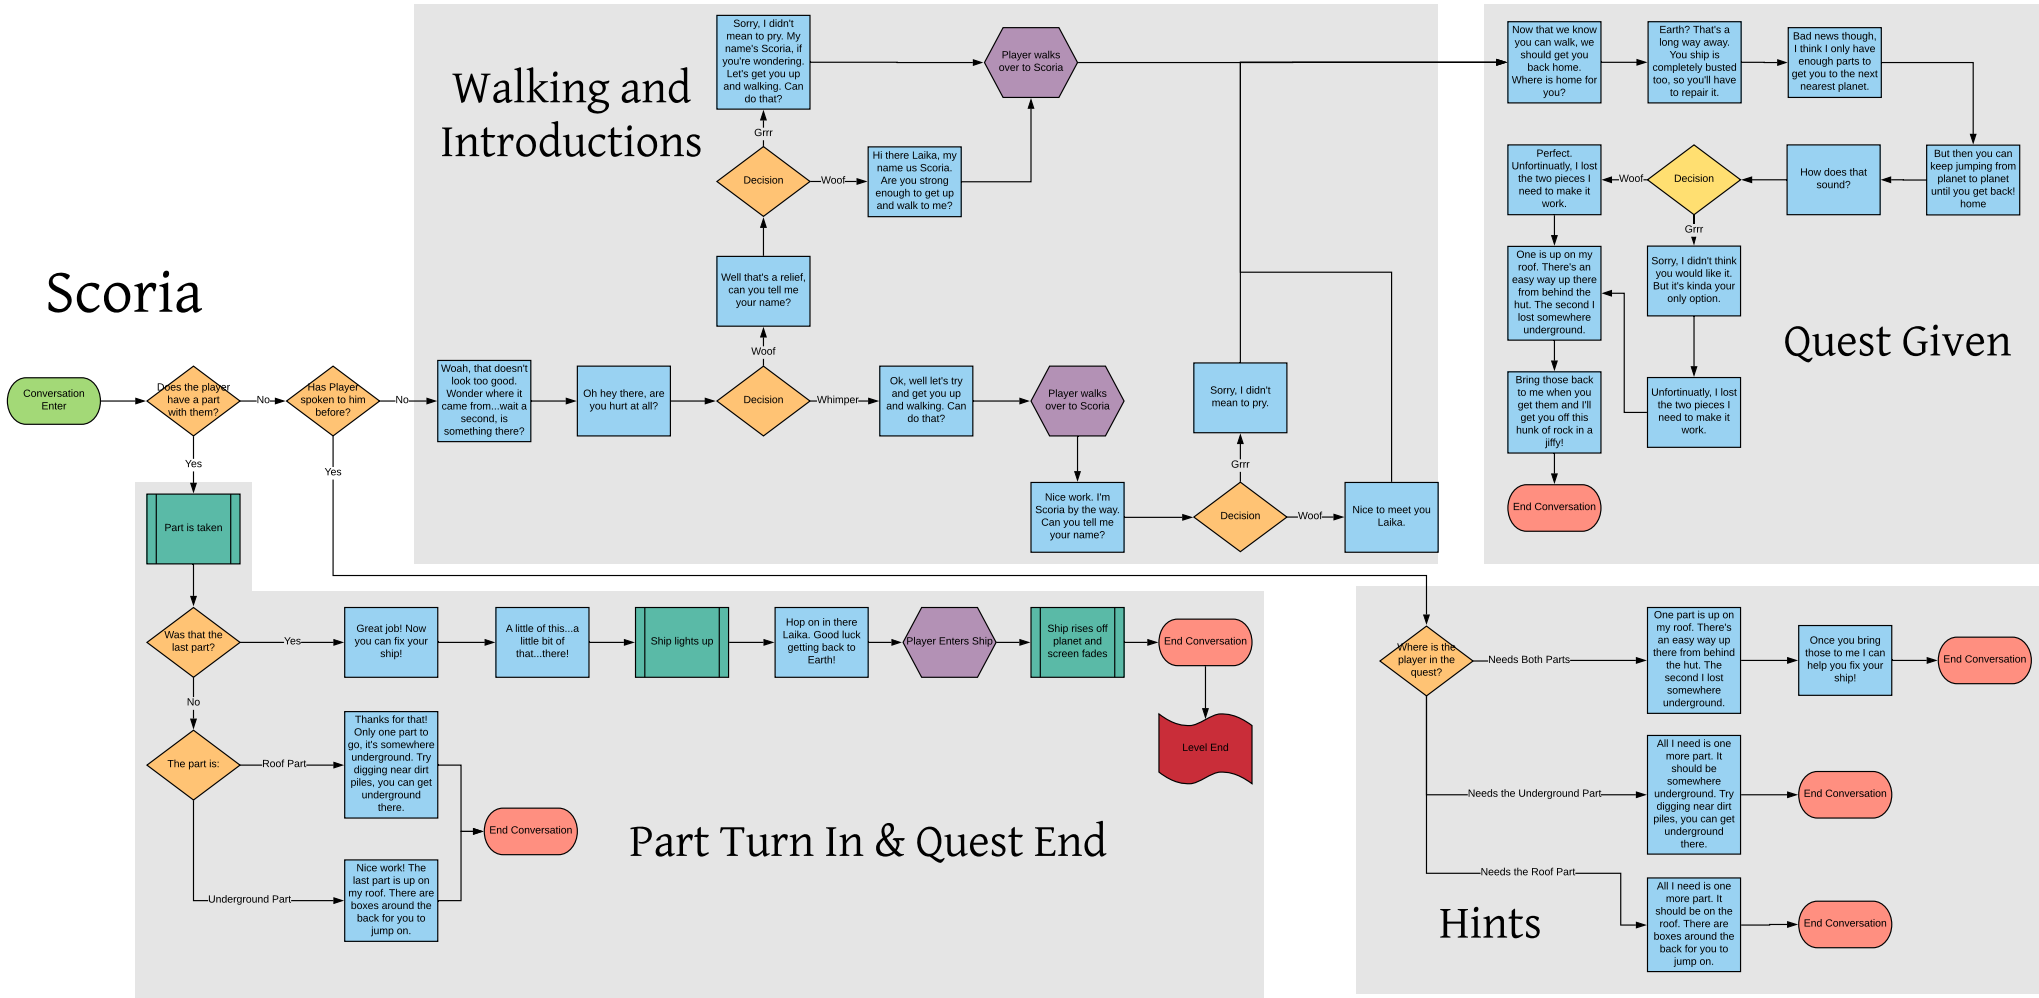 Scoria
Conversation
Enter
Does the player
have a part
with them?
No
Has Player
spoken to him
before?
No
Yes
Yes
Walking and
Introductions
Woah, that doesn't
look too good.
Wonder where it
came from...wait a
second, is
something there?
Oh hey there, are
you hurt at all?
Decision
Woof
Well that's a relief,
can you tell me
your name?
Decision
Grrr
Sorry, I didn't
mean to pry. My
name's Scoria, if
you're wondering.
Let's get you up
and walking. Can
do that?
Woof
Hi there Laika, my
name us Scoria.
Are you strong
enough to get up
and walk to me?
Player walks
over to Scoria
Whimper
Ok, well let's try
and get you up
and walking. Can
do that?
Player walks
over to Scoria
Nice work. I'm
Scoria by the way.
Can you tell me
your name?
Decision
Grrr
Sorry, I didn't
mean to pry.
Woof
Nice to meet you
Laika.
Quest Given
Now that we know
you can walk, we
should get you
back home.
Where is home for
you?
Earth? That's a
long way away.
You ship is
completely busted
too, so you'll have
to repair it.
Bad news though,
I think I only have
enough parts to
get you to the next
nearest planet.
But then you can
keep jumping from
planet to planet
until you get back!
home
How does that
sound?
Decision
Woof
Perfect.
Unfortinuatly, I lost
the two pieces I
need to make it
work.
Grrr
Sorry, I didn't think
you would like it.
But it's kinda your
only option.
Unfortinuatly, I lost
the two pieces I
need to make it
work.
One is up on my
roof. There's an
easy way up there
from behind the
hut. The second I
lost somewhere
underground.
Bring those back
to me when you
get them and I'll
get you off this
hunk of rock in a
jiffy!
End Conversation
Part is taken
Was that the
last part?
Yes
Great job! Now
you can fix your
ship!
A little of this...a
little bit of
that...there!
Ship lights up
Hop on in there
Laika. Good luck
getting back to
Earth!
Player Enters Ship
Ship rises off
planet and
screen fades
End Conversation
Level End
No
The part is:
Roof Part
Thanks for that!
Only one part to
go, it's somewhere
underground. Try
digging near dirt
piles, you can get
underground
there.
Underground Part
Nice work! The
last part is up on
my roof. There are
boxes around the
back for you to
jump on.
End Conversation
Part Turn In & Quest End
Where is the
player in the
quest?
Needs Both Parts
One part is up on
my roof. There's
an easy way up
there from behind
the hut. The
second I lost
somewhere
underground.
Once you bring
those to me I can
help you fix your
ship!
End Conversation
Needs the Underground Part
All I need is one
more part. It
should be
somewhere
underground. Try
digging near dirt
piles, you can get
underground
there.
End Conversation
Needs the Roof Part
All I need is one
more part. It
should be on the
roof. There are
boxes around the
back for you to
jump on.
End Conversation
Hints